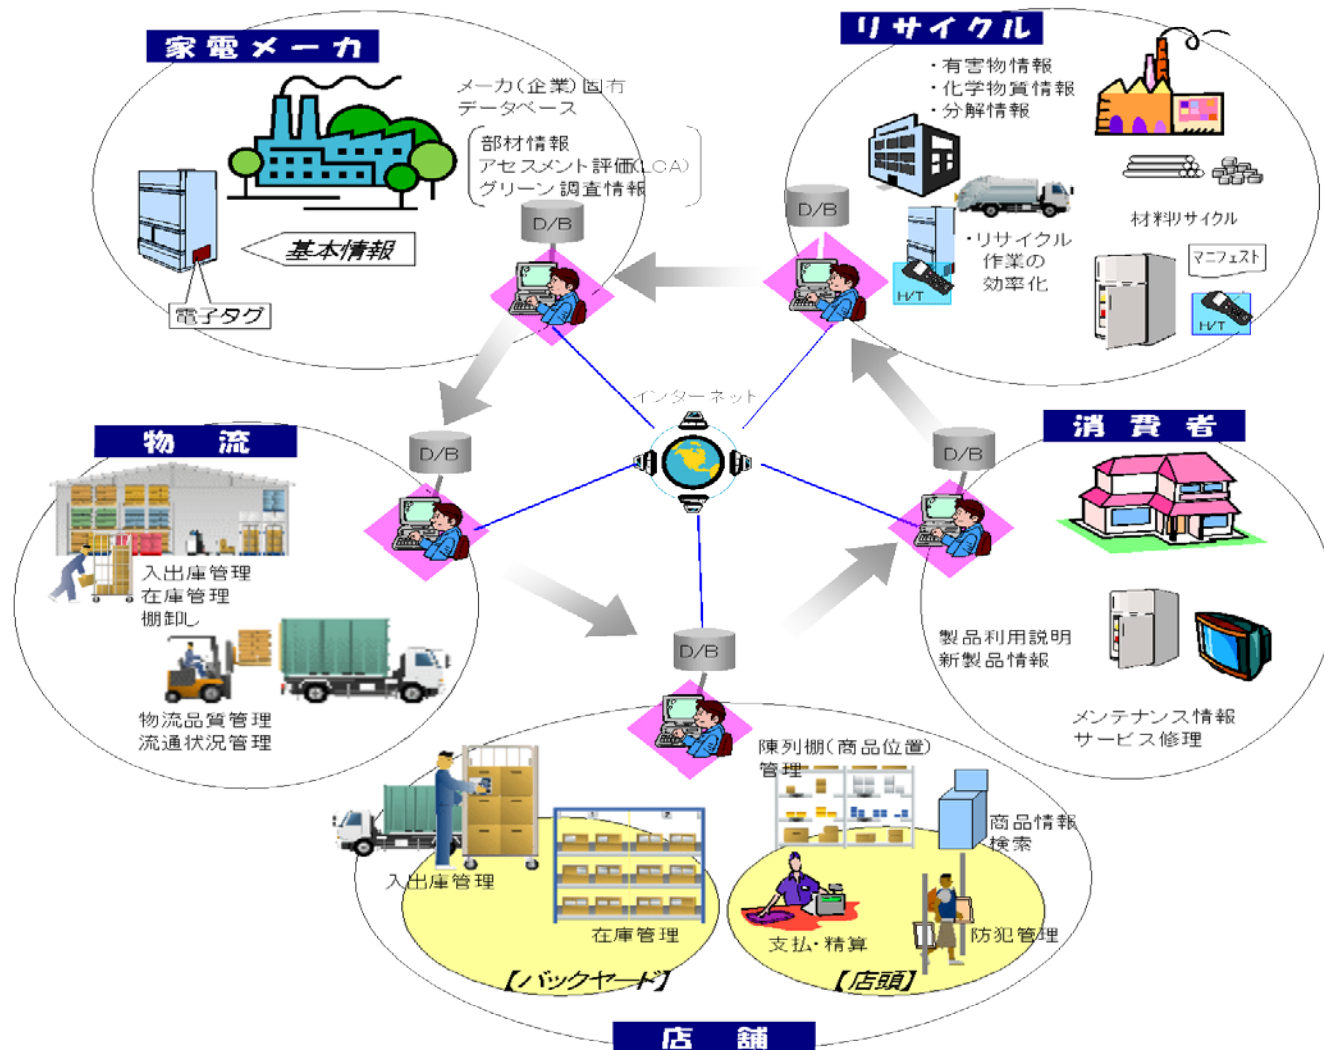 家電メーカ
メーカ(企業)固有
データベース
部材情報
アセスメント評価(LCA)
グリーン調査情報
D/B
基本情報
電子タグ
リサイクル
・有害物情報
・化学物質情報
・分解情報
D/B
材料リサイクル
・リサイクル
作業の
効率化
H/T
マニフェスト
H/T
インターネット
物 流
D/B
入出庫管理
在庫管理
棚卸し
物流品質管理
流通状況管理
消 費 者
D/B
製品利用説明
新製品情報
メンテナンス情報
サービス修理
D/B
陳列棚(商品位置)
管理
商品情報
検索
入出庫管理
1
2
在庫管理
支払・精算
防犯管理
【バックヤード】
【店頭】
店 舗